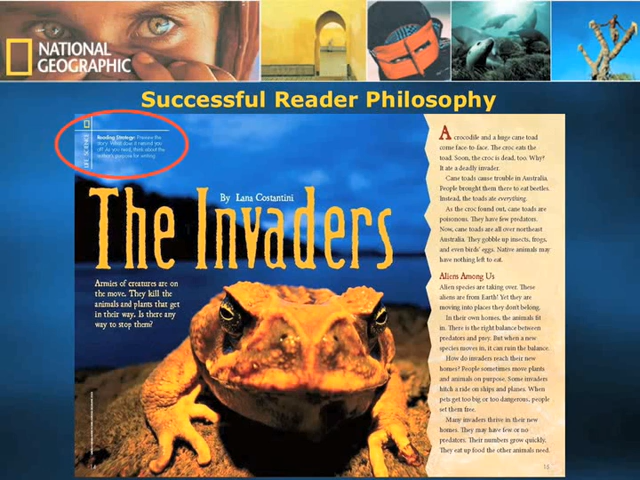 NATIONAL
GEOGRAPHIC
Successful Reader Philosophy
LIFE SCIENCE
Reading Strategy: Preview the
story. What does it remind you
of? As you read, think about the
author's purpose for writing.
By Lana Costantini
The Invaders
Armies of creatures are on
the move. They kill the
animals and plants that get
in their way. Is there any
way to stop them?
A crocodile and a huge cane toad
come face-to-face. The croc eats the
toad. Soon, the croc is dead, too. Why?
It ate a deadly invader.
Cane toads cause trouble in Australia.
People brought them there to eat beetles.
Instead, the toads ate everything.
As the croc found out, cane toads are
poisonous. They have few predators.
Now, cane toads are all over northeast
Australia. They gobble up insects, frogs,
and even birds' eggs. Native animals may
have nothing left to eat.
Aliens Among Us
Alien species are taking over. These
aliens are from Earth! Yet they are
moving into places they don't belong.
In their own homes, the animals fit
in. There is the right balance between
predators and prey. But when a new
species moves in, it can ruin the balance.
How do invaders reach their new
homes? People sometimes move plants
and animals on purpose. Some invaders
hitch a ride on ships and planes. When
pets get too big or too dangerous, people
set them free.
Many invaders thrive in their new
homes. They may have few or no
predators. Their numbers grow quickly.
They eat up food the other animals need.
14
15